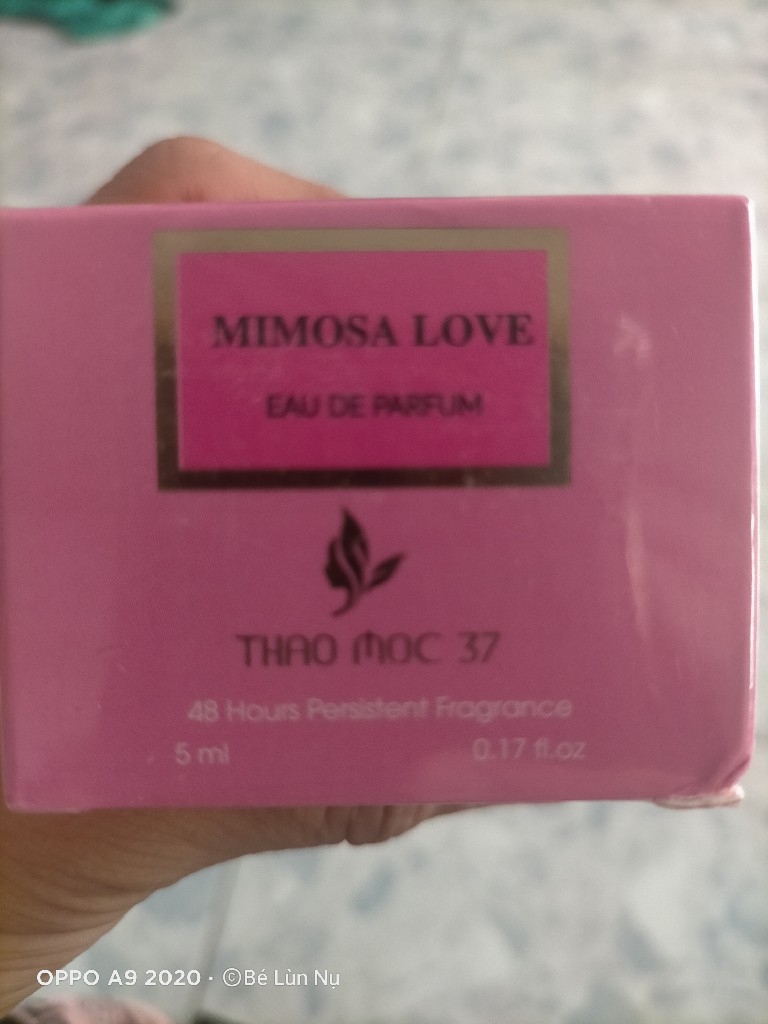 MIMOSA LOVE
EAU DE PARFUM
THAO MOC 37
48 Hours Persistent Fragrance
5 ml 0.17 fl.oz
OPPO A9 2020 · ©Bé Lùn Nụ